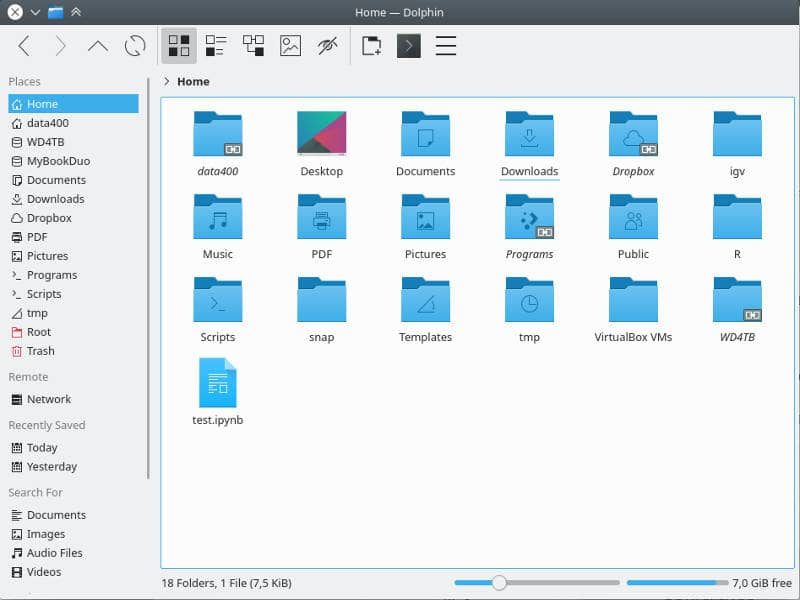 Home — Dolphin
Places
Home
data400
WD4TB
MyBookDuo
Documents
Downloads
Dropbox
PDF
Pictures
Programs
Scripts
tmp
Root
Trash
Remote
Network
Recently Saved
Today
Yesterday
Search For
Documents
Images
Audio Files
Videos
Home
data400 Desktop Documents Downloads Dropbox igv
Music PDF Pictures Programs Public R
Scripts snap Templates tmp VirtualBox VMs WD4TB
test.ipynb
18 Folders, 1 File (7,5 KiB)
7,0 GiB free